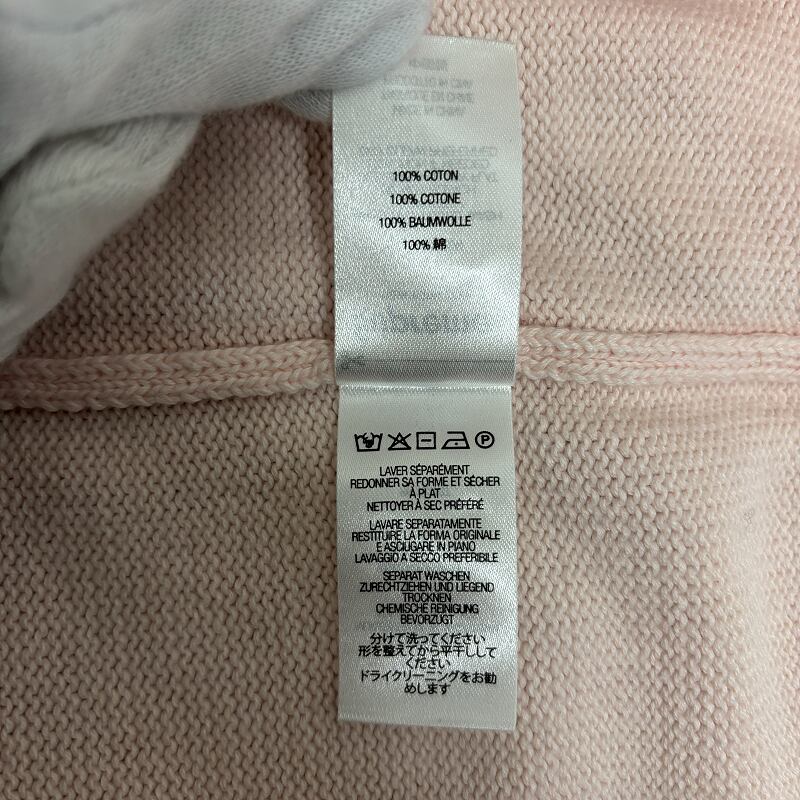 100% COTON
100% COTONE
100% BAUMWOLLE
100% 綿
LAVER SÉPARÉMENT
REDONNER SA FORME ET SÉCHER
À PLAT
NETTOYER À SEC PRÉFÉRÉ
LAVARE SEPARATAMENTE
RESTITUIRE LA FORMA ORIGINALE
E ASCIUGARE IN PIANO
LAVAGGIO A SECCO PREFERIBILE
SEPARAT WASCHEN
ZURECHTZIEHEN UND LIEGEND
TROCKNEN
CHEMISCHE REINIGUNG
BEVORZUGT
分けて洗ってください
形を整えてから平干しして
ください
ドライクリーニングをお勧
めします